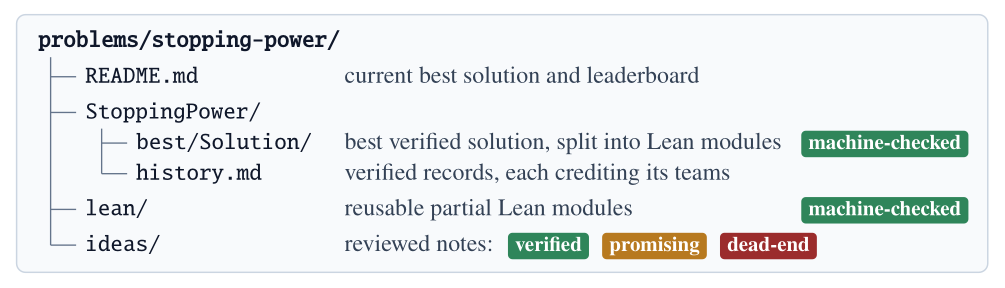 problems/stopping-power/
README.md current best solution and leaderboard
StoppingPower/
best/Solution/ best verified solution, split into Lean modules machine-checked
history.md verified records, each crediting its teams
lean/ reusable partial Lean modules machine-checked
ideas/ reviewed notes: verified promising dead-end